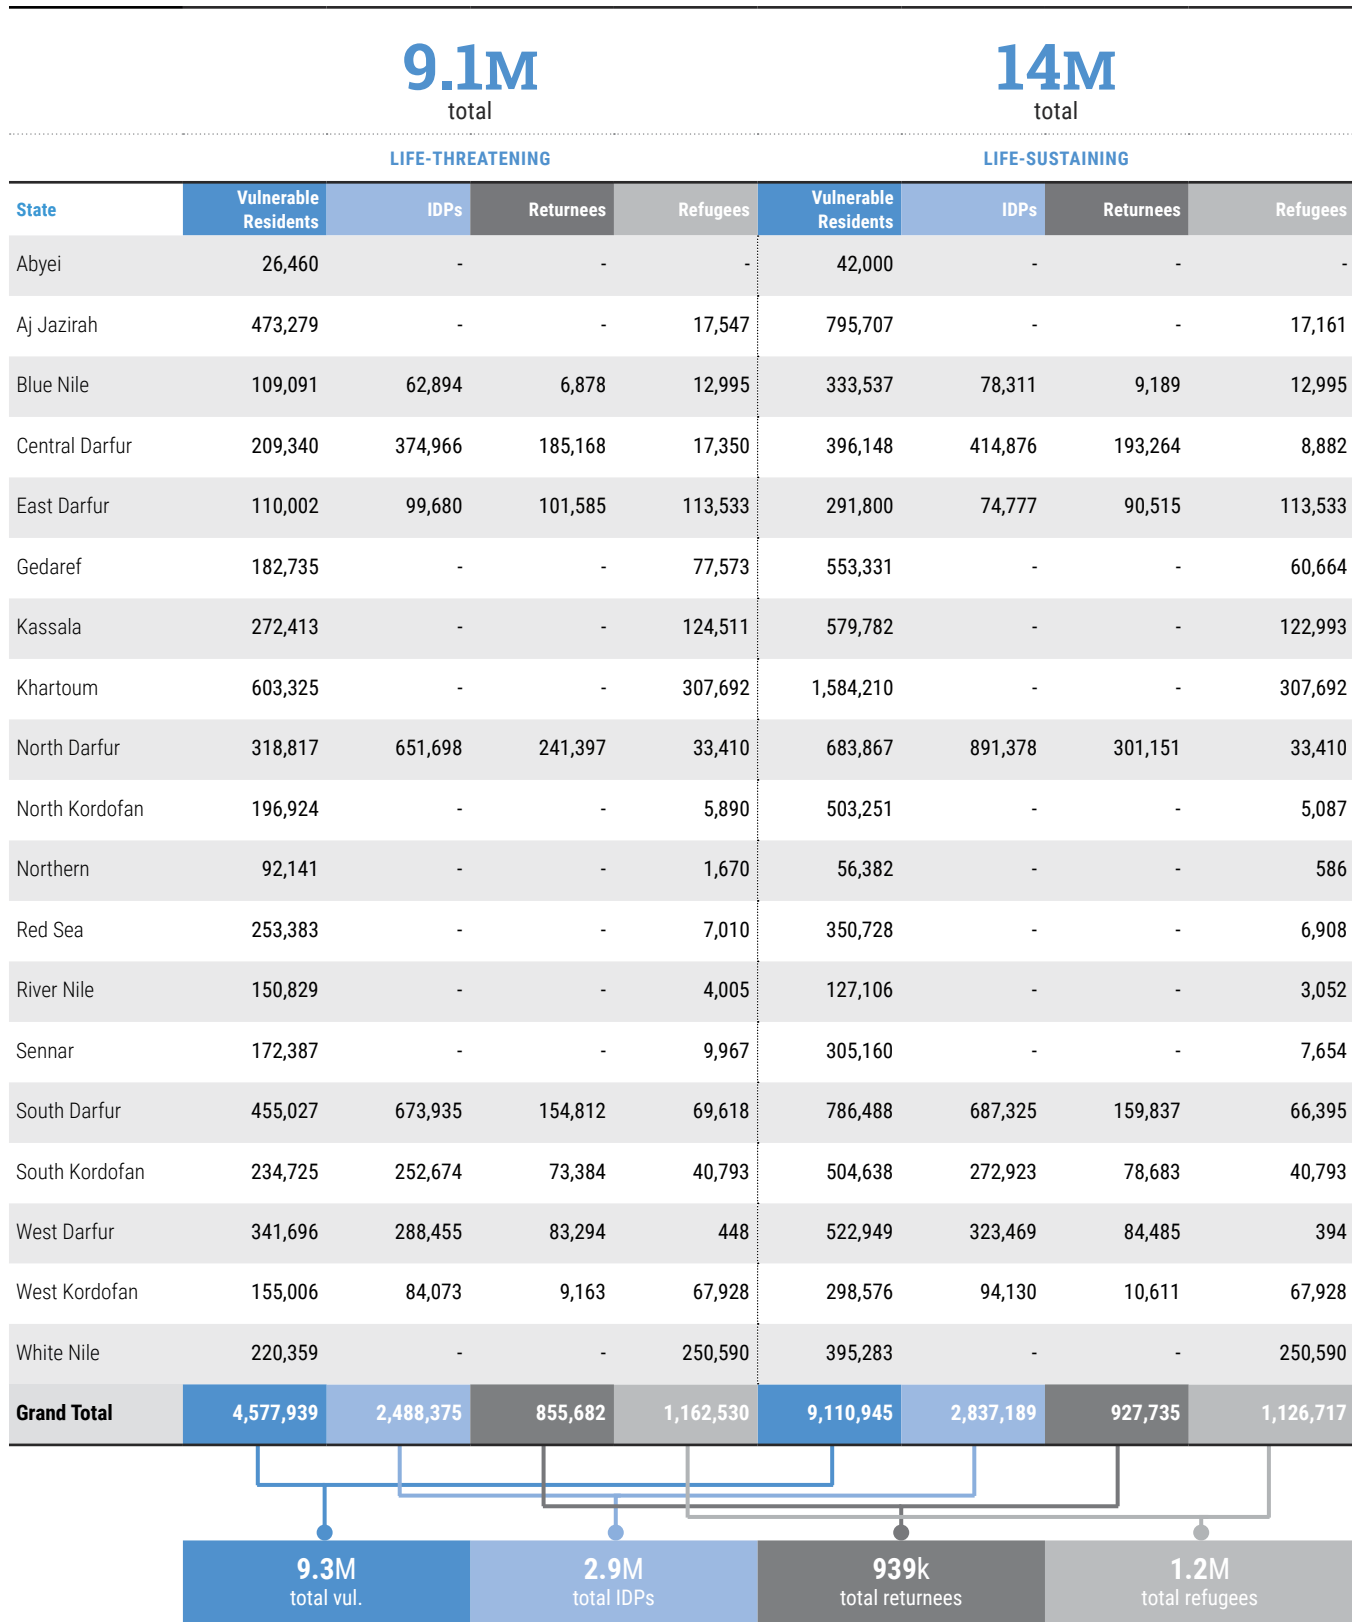 9.1M 14M
total total
LIFE-THREATENING LIFE-SUSTAINING
State Vulnerable Residents IDPs Returnees Refugees Vulnerable Residents IDPs Returnees Refugees
Abyei 26,460 - - - 42,000 - - -
Aj Jazirah 473,279 - - 17,547 795,707 - - 17,161
Blue Nile 109,091 62,894 6,878 12,995 333,537 78,311 9,189 12,995
Central Darfur 209,340 374,966 185,168 17,350 396,148 414,876 193,264 8,882
East Darfur 110,002 99,680 101,585 113,533 291,800 74,777 90,515 113,533
Gedaref 182,735 - - 77,573 553,331 - - 60,664
Kassala 272,413 - - 124,511 579,782 - - 122,993
Khartoum 603,325 - - 307,692 1,584,210 - - 307,692
North Darfur 318,817 651,698 241,397 33,410 683,867 891,378 301,151 33,410
North Kordofan 196,924 - - 5,890 503,251 - - 5,087
Northern 92,141 - - 1,670 56,382 - - 586
Red Sea 253,383 - - 7,010 350,728 - - 6,908
River Nile 150,829 - - 4,005 127,106 - - 3,052
Sennar 172,387 - - 9,967 305,160 - - 7,654
South Darfur 455,027 673,935 154,812 69,618 786,488 687,325 159,837 66,395
South Kordofan 234,725 252,674 73,384 40,793 504,638 272,923 78,683 40,793
West Darfur 341,696 288,455 83,294 448 522,949 323,469 84,485 394
West Kordofan 155,006 84,073 9,163 67,928 298,576 94,130 10,611 67,928
White Nile 220,359 - - 250,590 395,283 - - 250,590
Grand Total 4,577,939 2,488,375 855,682 1,162,530 9,110,945 2,837,189 927,735 1,126,717
9.3M 2.9M 939k 1.2M
total vul. total IDPs total returnees total refugees